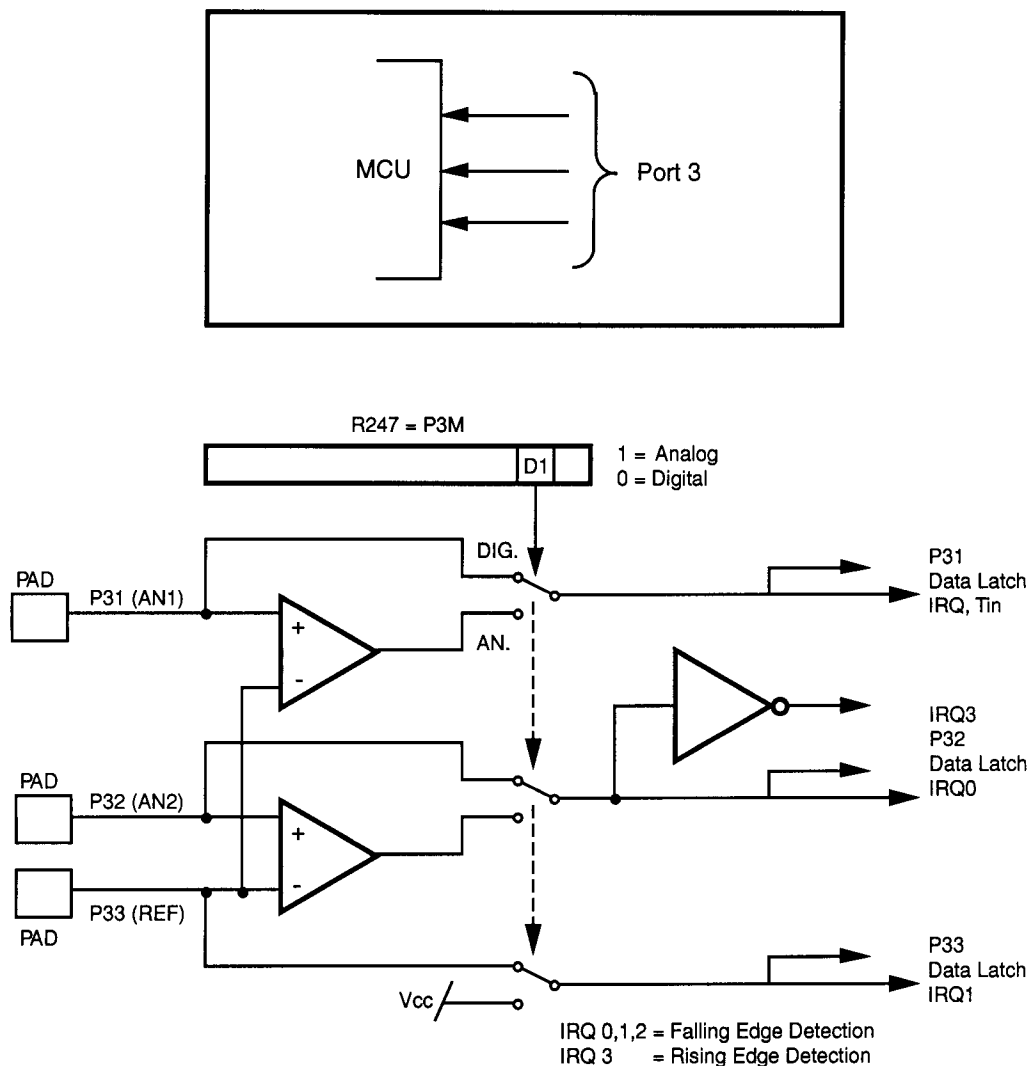 MCU
Port 3
R247 = P3M
D1
1 = Analog
0 = Digital
DIG.
PAD
P31 (AN1)
+
-
AN.
P31
Data Latch
IRQ, Tin
IRQ3
P32
Data Latch
IRQ0
PAD
P32 (AN2)
+
-
P33 (REF)
PAD
P33
Data Latch
IRQ1
Vcc
IRQ 0,1,2 = Falling Edge Detection
IRQ 3 = Rising Edge Detection